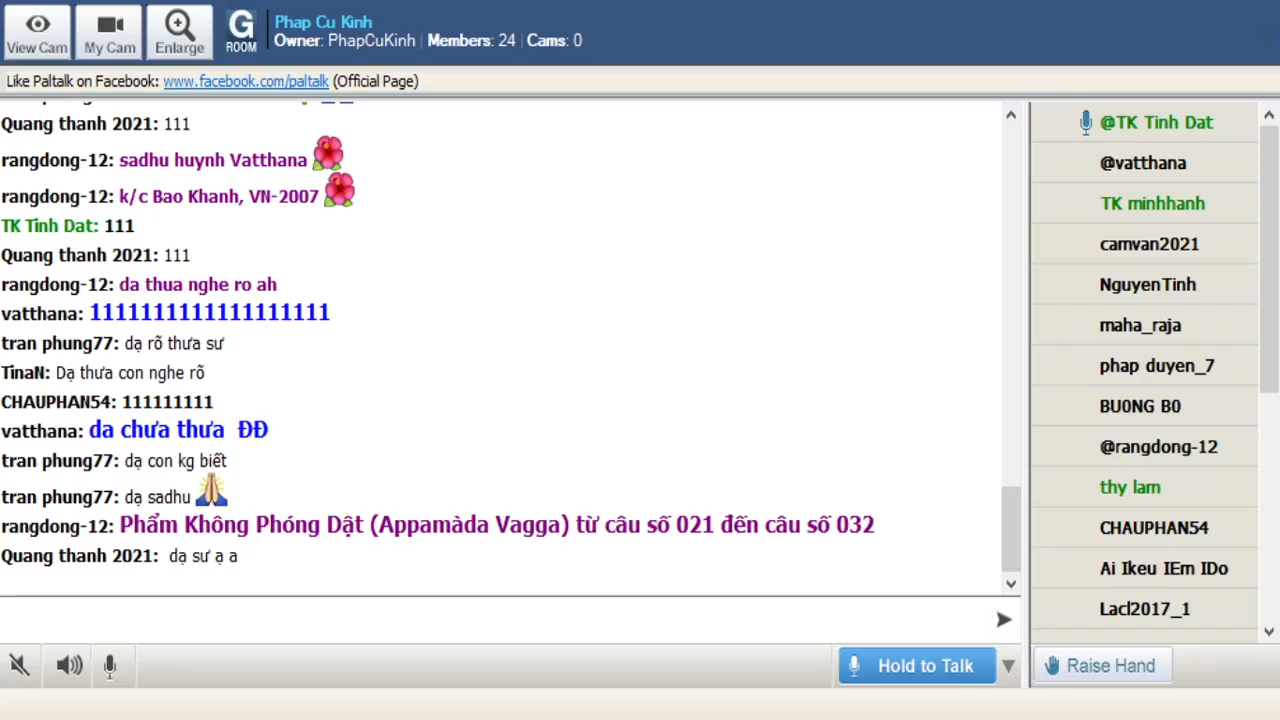 View Cam
My Cam
Enlarge
G
ROOM
Phap Cu Kinh
Owner: PhapCuKinh | Members: 24 | Cams: 0
Like Paltalk on Facebook: www.facebook.com/paltalk (Official Page)
Quang thanh 2021: 111
rangdong-12: sadhu huynh Vatthana
rangdong-12: k/c Bao Khanh, VN-2007
TK Tinh Dat: 111
Quang thanh 2021: 111
rangdong-12: da thua nghe ro ah
vatthana: 1111111111111111111
tran phung77: dạ rõ thưa sư
TinaN: Dạ thưa con nghe rõ
CHAUPHAN54: 111111111
vatthana: da chưa thưa ĐĐ
tran phung77: dạ con kg biết
tran phung77: dạ sadhu
rangdong-12: Phẩm Không Phóng Dật (Appamàda Vagga) từ câu số 021 đến câu số 032
Quang thanh 2021: dạ sư ạ a
Hold to Talk
@TK Tinh Dat
@vatthana
TK minhhanh
camvan2021
NguyenTinh
maha_raja
phap duyen_7
BU0NG B0
@rangdong-12
thy lam
CHAUPHAN54
Ai Ikeu IEm IDo
Lacl2017_1
Raise Hand